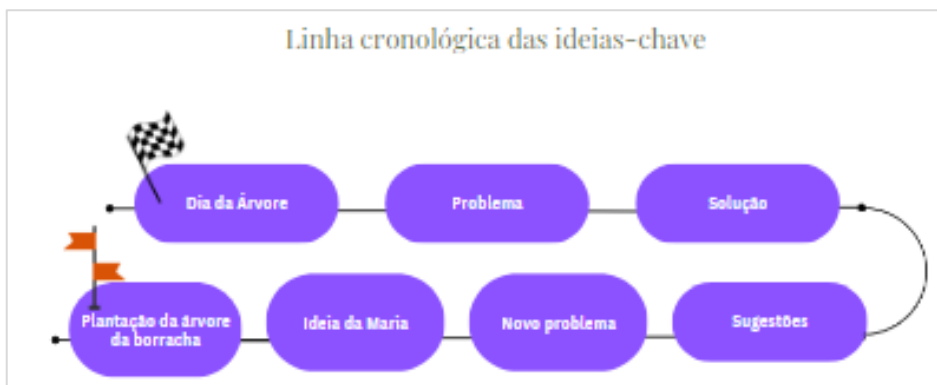 Linha cronológica das ideias-chave
Dia da Árvore
Problema
Solução
Sugestões
Novo problema
Ideia da Maria
Plantação da árvore
da borracha